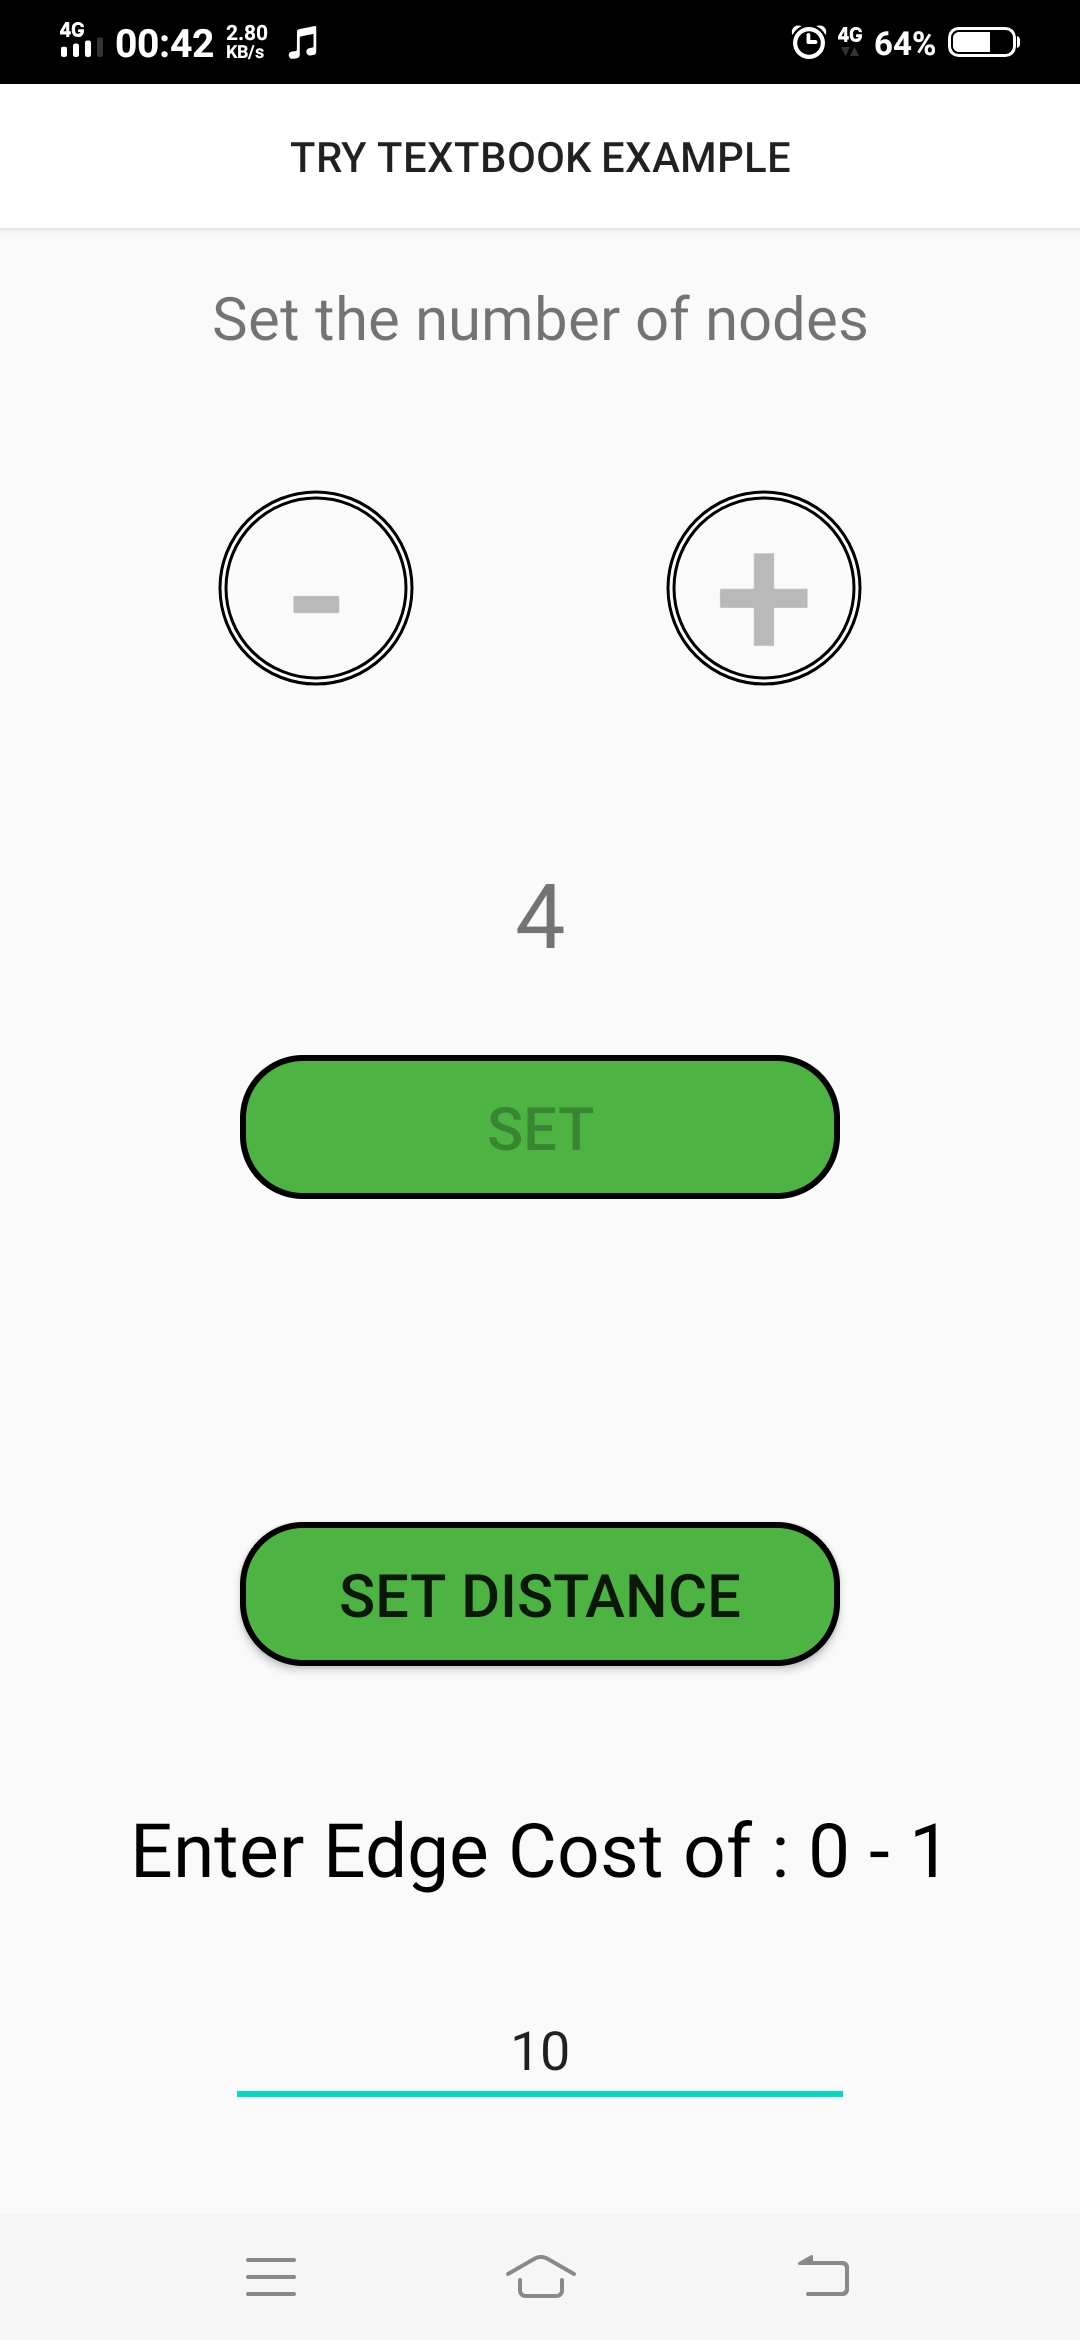 4G 00:42 2.80 KB/s 4G 64%
TRY TEXTBOOK EXAMPLE
Set the number of nodes
- +
4
SET
SET DISTANCE
Enter Edge Cost of : 0 - 1
10